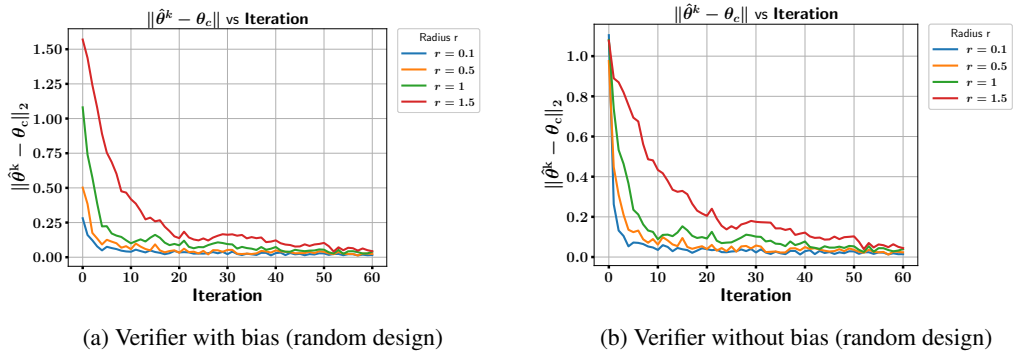 ‖θ̂ᵏ − θ_c‖ vs Iteration
‖θ̂ᵏ − θ_c‖₂
1.50
1.25
1.00
0.75
0.50
0.25
0.00
0 10 20 30 40 50 60
Iteration
Radius r
r = 0.1
r = 0.5
r = 1
r = 1.5
(a) Verifier with bias (random design)
‖θ̂ᵏ − θ_c‖ vs Iteration
‖θ̂ᵏ − θ_c‖₂
1.0
0.8
0.6
0.4
0.2
0.0
0 10 20 30 40 50 60
Iteration
Radius r
r = 0.1
r = 0.5
r = 1
r = 1.5
(b) Verifier without bias (random design)